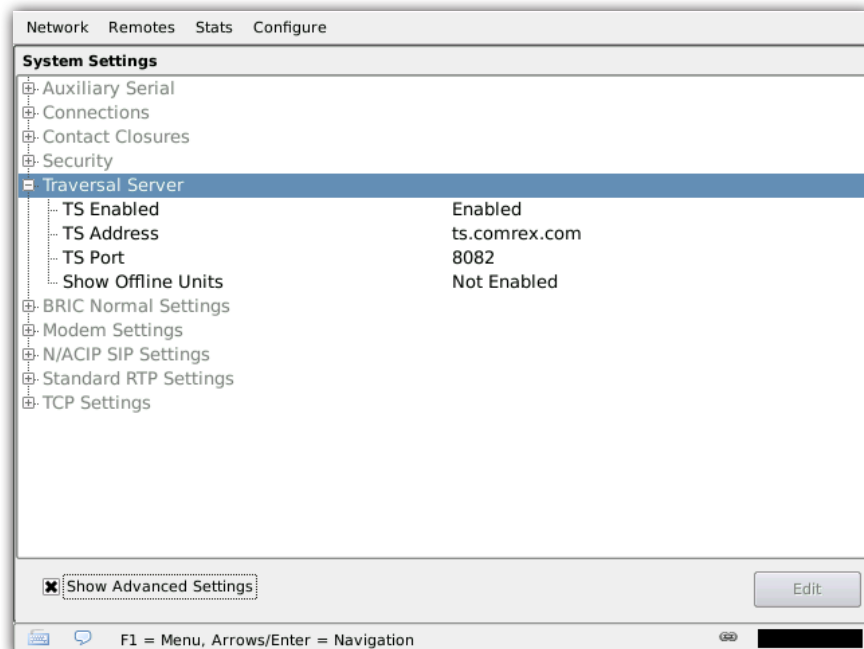 Network Remotes Stats Configure
System Settings
Auxiliary Serial
Connections
Contact Closures
Security
Traversal Server
TS Enabled Enabled
TS Address ts.comrex.com
TS Port 8082
Show Offline Units Not Enabled
BRIC Normal Settings
Modem Settings
N/ACIP SIP Settings
Standard RTP Settings
TCP Settings
Show Advanced Settings Edit
F1 = Menu, Arrows/Enter = Navigation